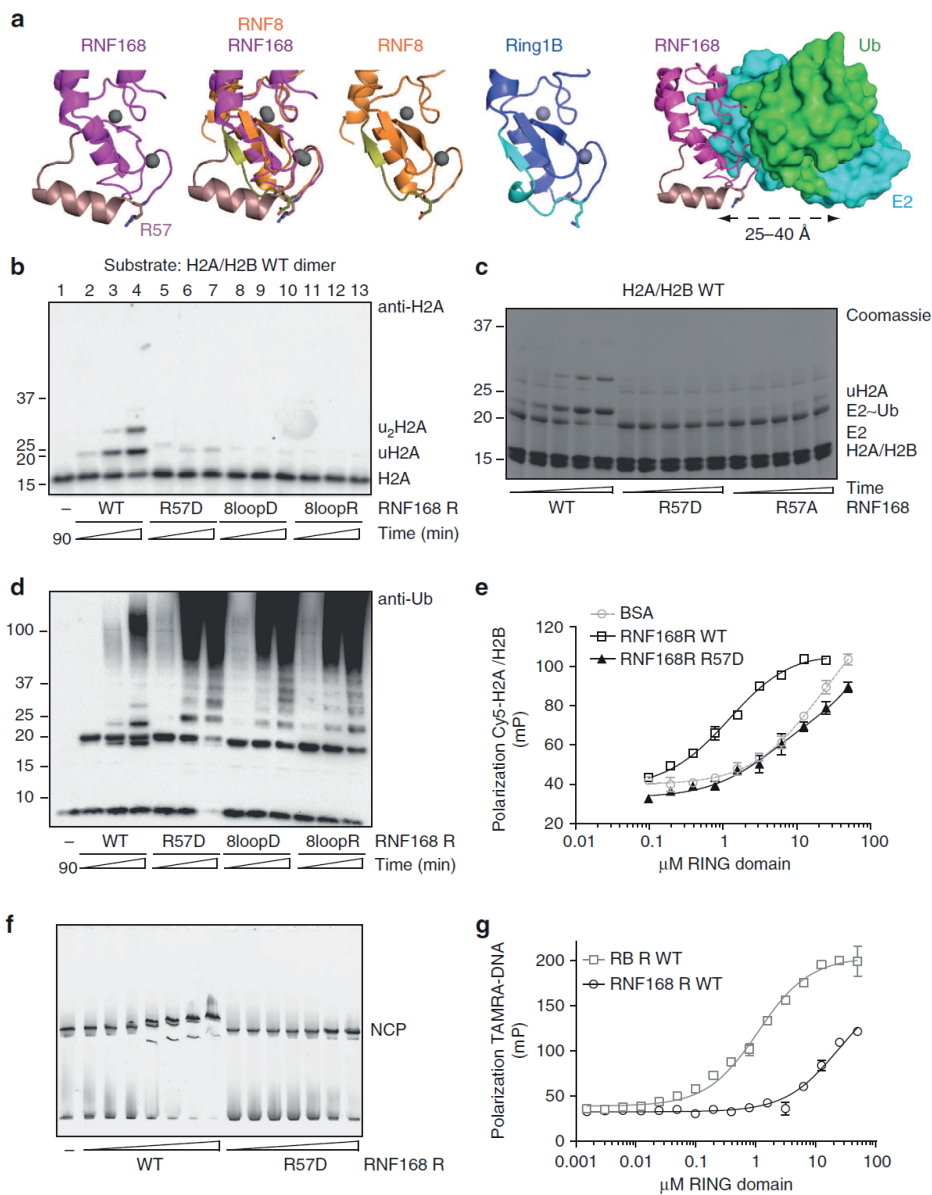 a
RNF168
RNF8
RNF168
RNF8
Ring1B
RNF168
Ub
R57
E2
25–40 Å
b
Substrate: H2A/H2B WT dimer
1 2 3 4 5 6 7 8 9 10 11 12 13
anti-H2A
37
25
20
15
u2H2A
uH2A
H2A
– WT R57D 8loopD 8loopR RNF168 R
90 Time (min)
c
H2A/H2B WT
Coomassie
37
25
20
15
uH2A
E2~Ub
E2
H2A/H2B
Time
WT R57D R57A RNF168
d
anti-Ub
100
37
25
20
15
10
– WT R57D 8loopD 8loopR RNF168 R
90 Time (min)
e
BSA
RNF168R WT
RNF168R R57D
Polarization Cy5-H2A /H2B
(mP)
120
100
80
60
40
20
0.01 0.1 1 10 100
μM RING domain
f
NCP
– WT R57D RNF168 R
g
RB R WT
RNF168 R WT
Polarization TAMRA-DNA
(mP)
200
150
100
50
0
0.001 0.01 0.1 1 10 100
μM RING domain